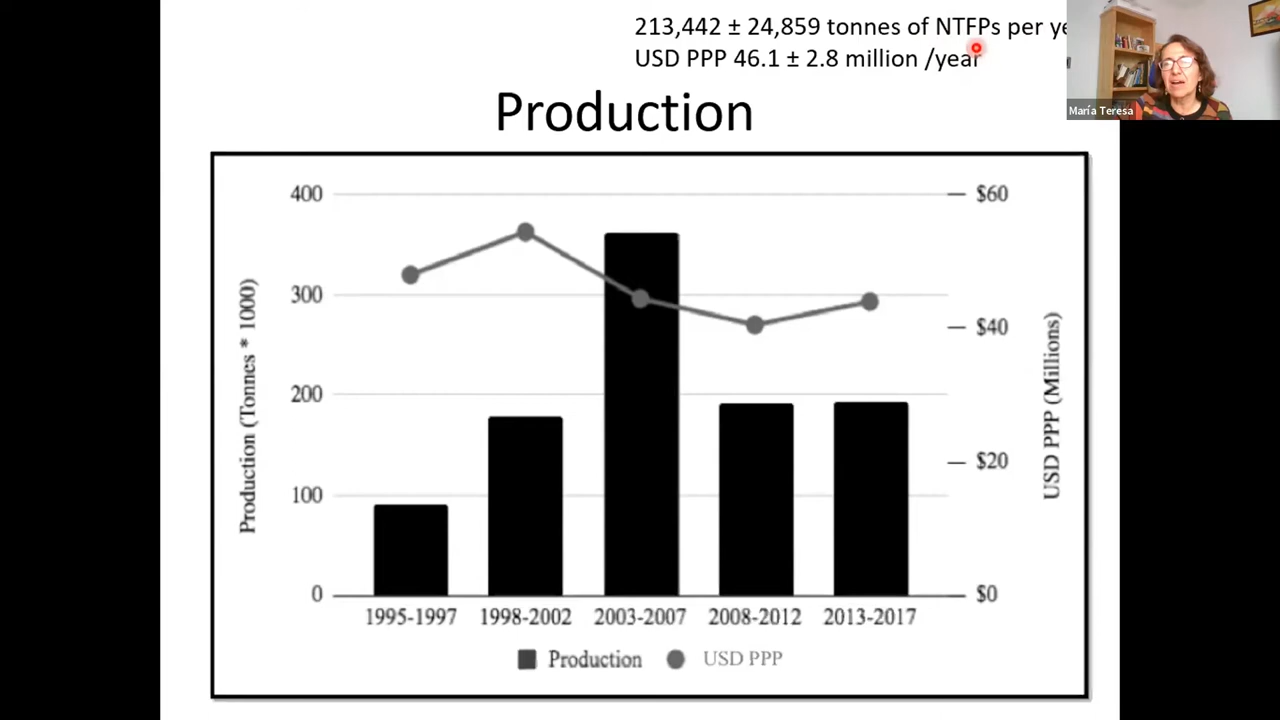 213,442 ± 24,859 tonnes of NTFPs per
USD PPP 46.1 ± 2.8 million /year
María Teresa
Production
400
300
200
100
0
Production (Tonnes * 1000)
$60
$40
$20
$0
USD PPP (Millions)
1995-1997 1998-2002 2003-2007 2008-2012 2013-2017
Production USD PPP